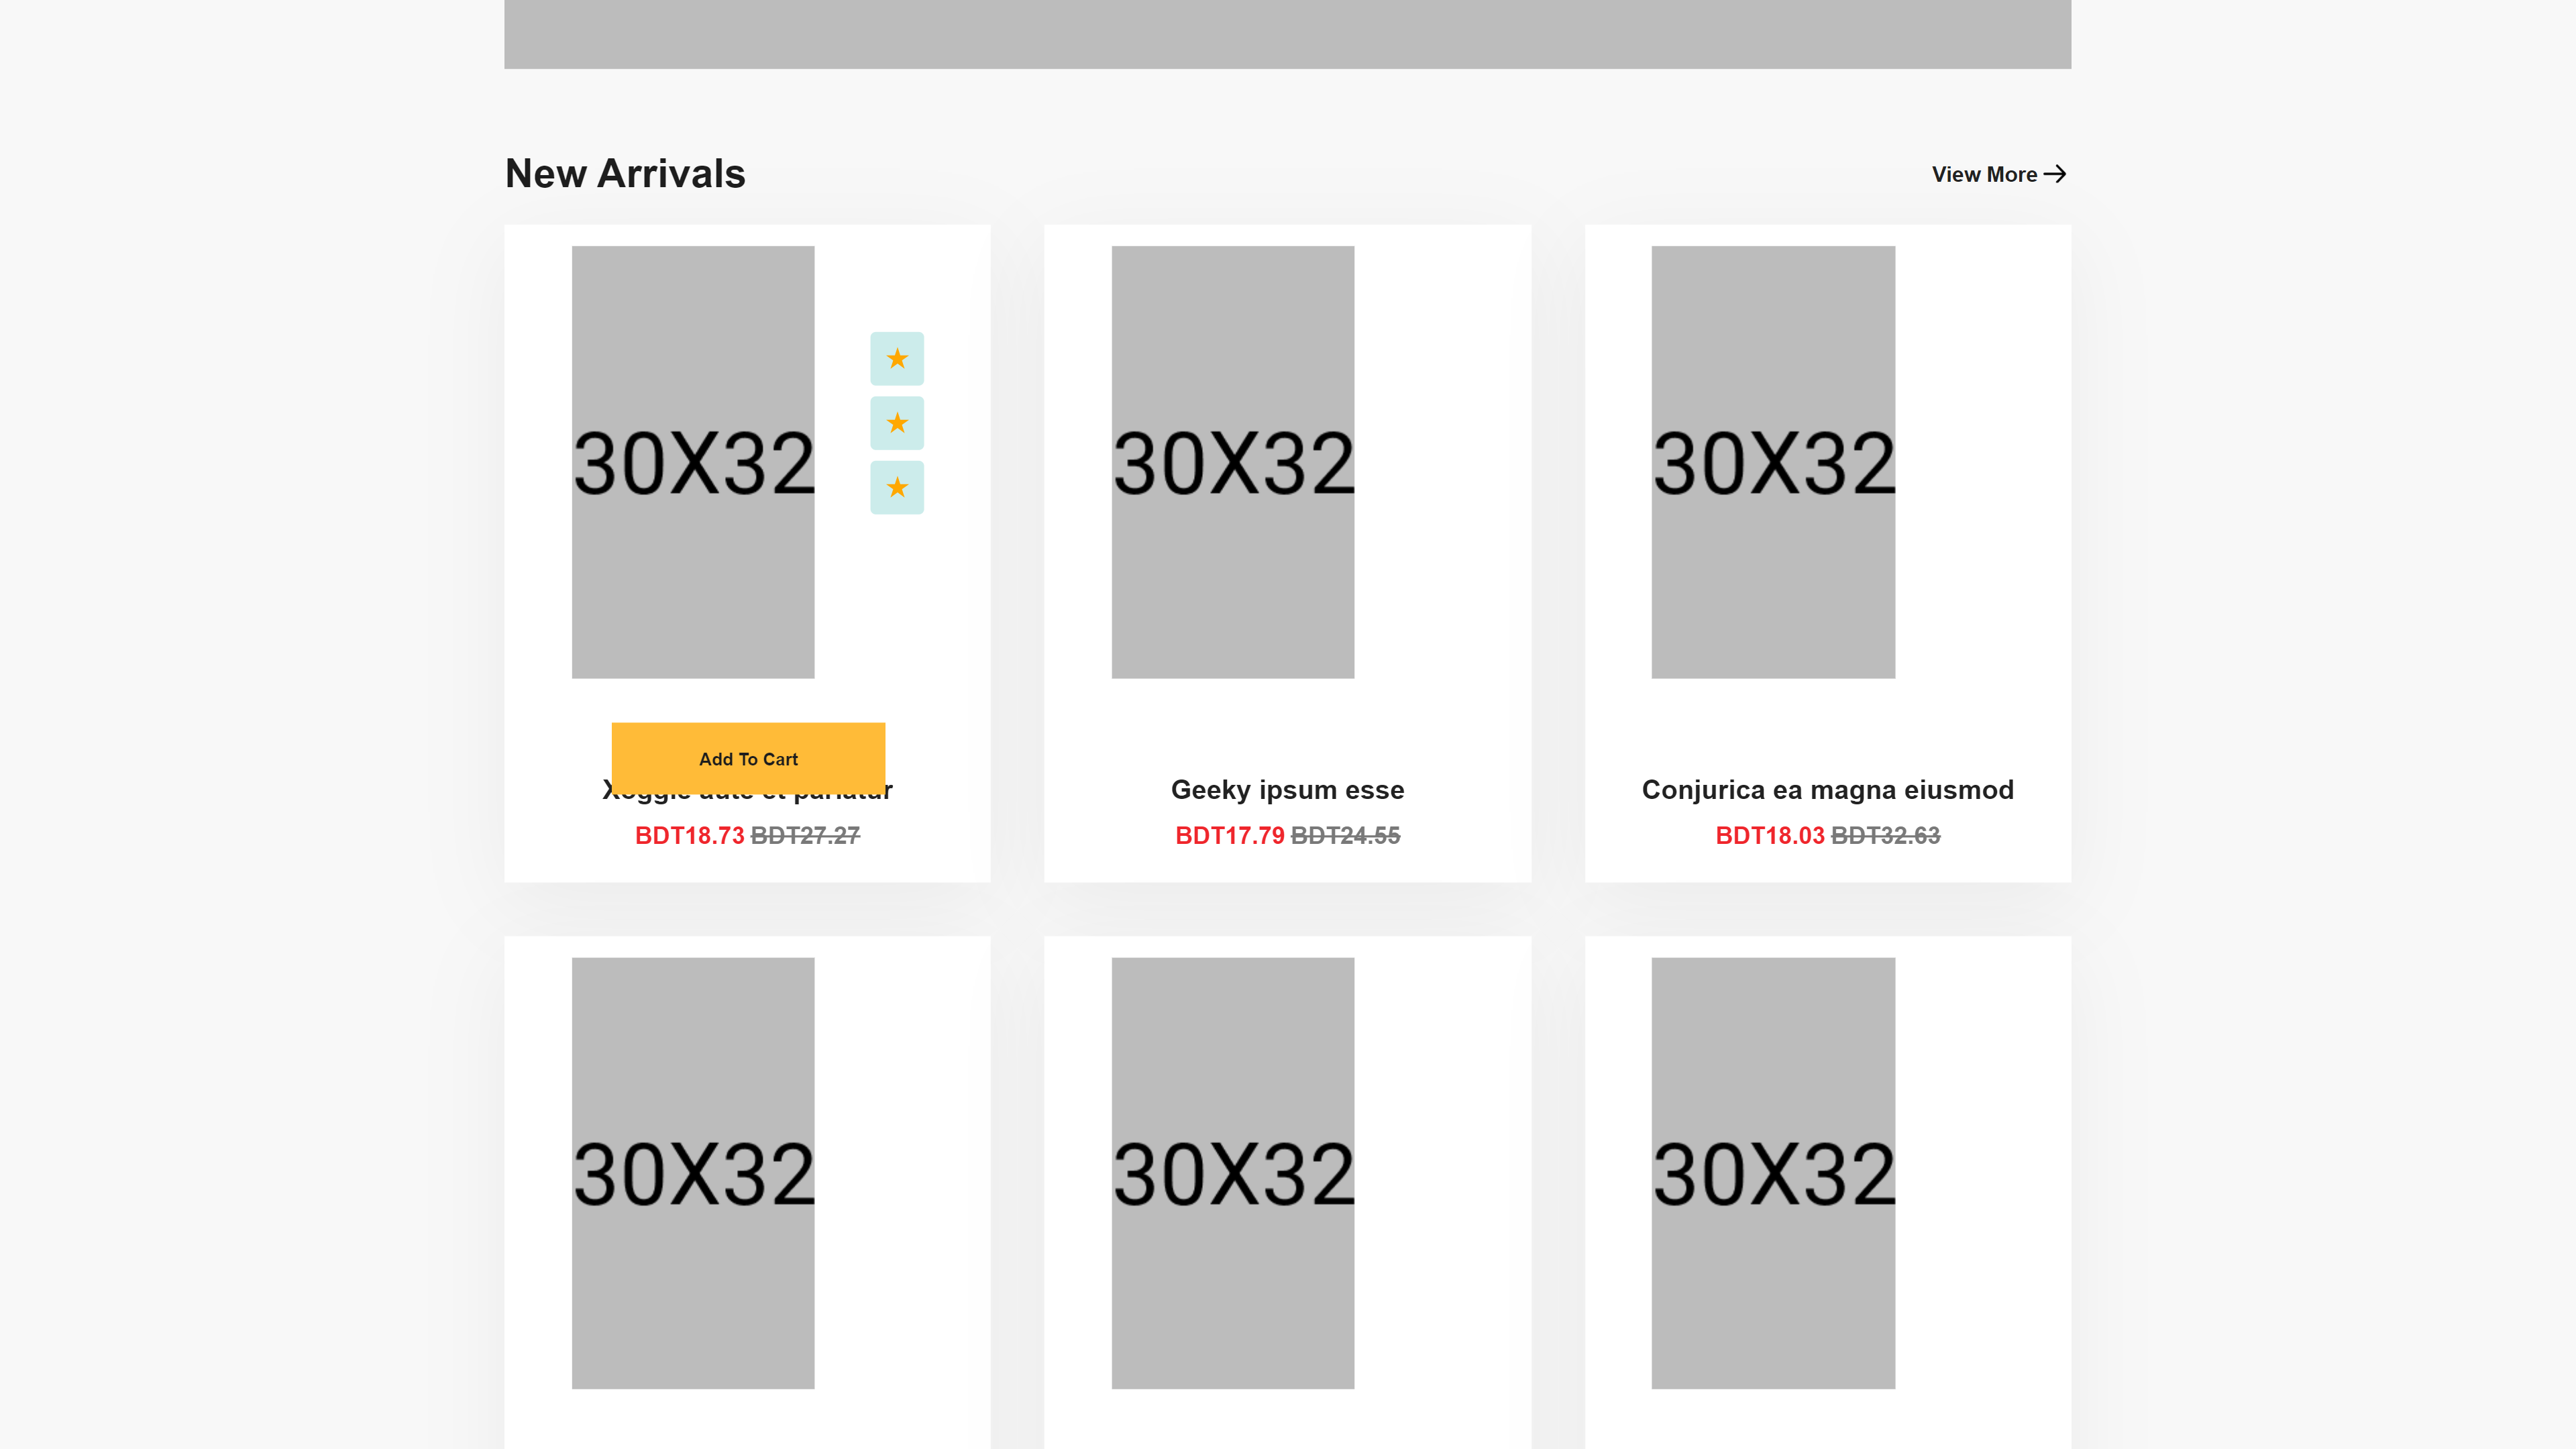 New Arrivals
View More
30X32
30X32
30X32
Add To Cart
et
Geeky ipsum esse
Conjurica ea magna eiusmod
BDT18.73 BDT27.27
BDT17.79 BDT24.55
BDT18.03 BDT32.63
30X32
30X32
30X32